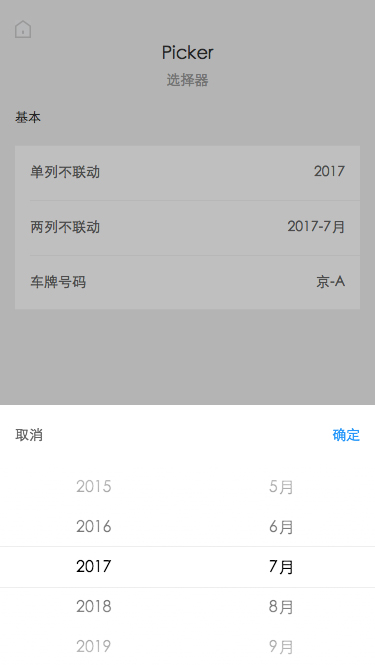 Picker
选择器
基本
单列不联动 2017
两列不联动 2017-7月
车牌号码 京-A
取消 确定
2015 5月
2016 6月
2017 7月
2018 8月
2019 9月